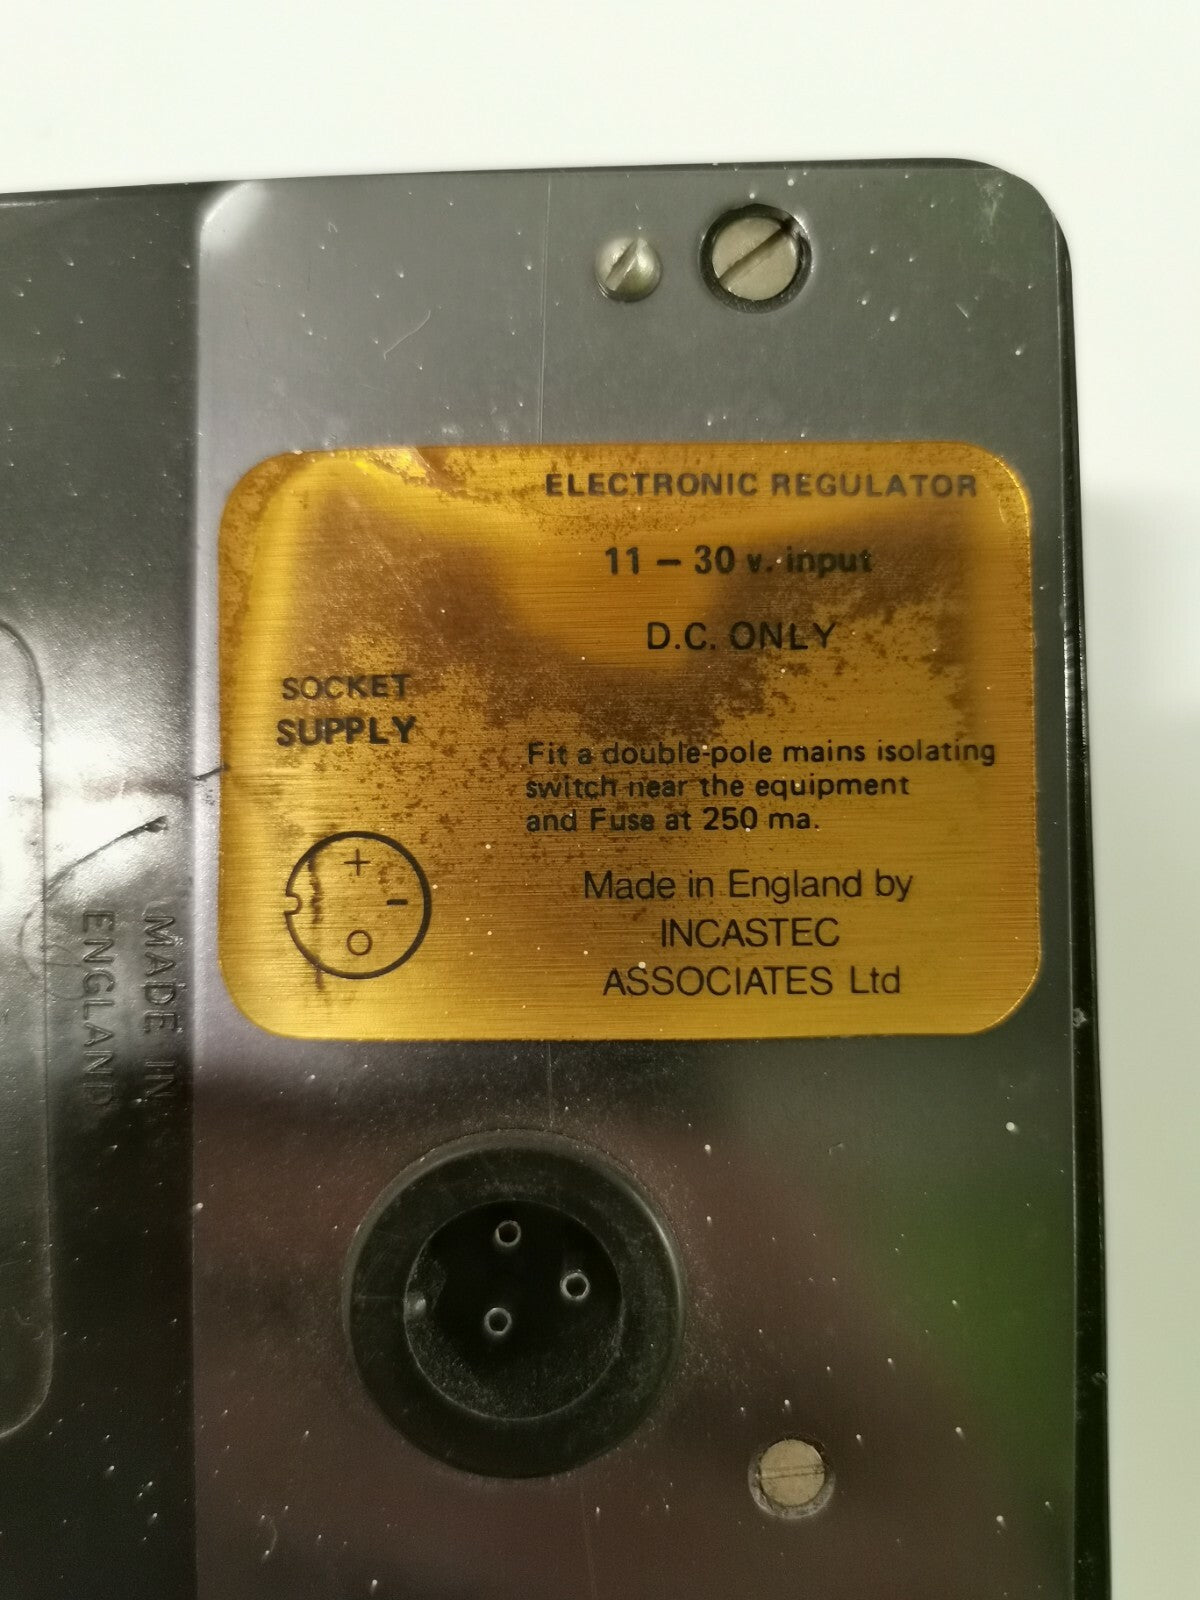 ELECTRONIC REGULATOR
11 – 30 v. input
D.C. ONLY
SOCKET
SUPPLY
Fit a double-pole mains isolating
switch near the equipment
and Fuse at 250 ma.
+
-
O
Made in England by
INCASTEC
ASSOCIATES Ltd
MADE IN
ENGLAND